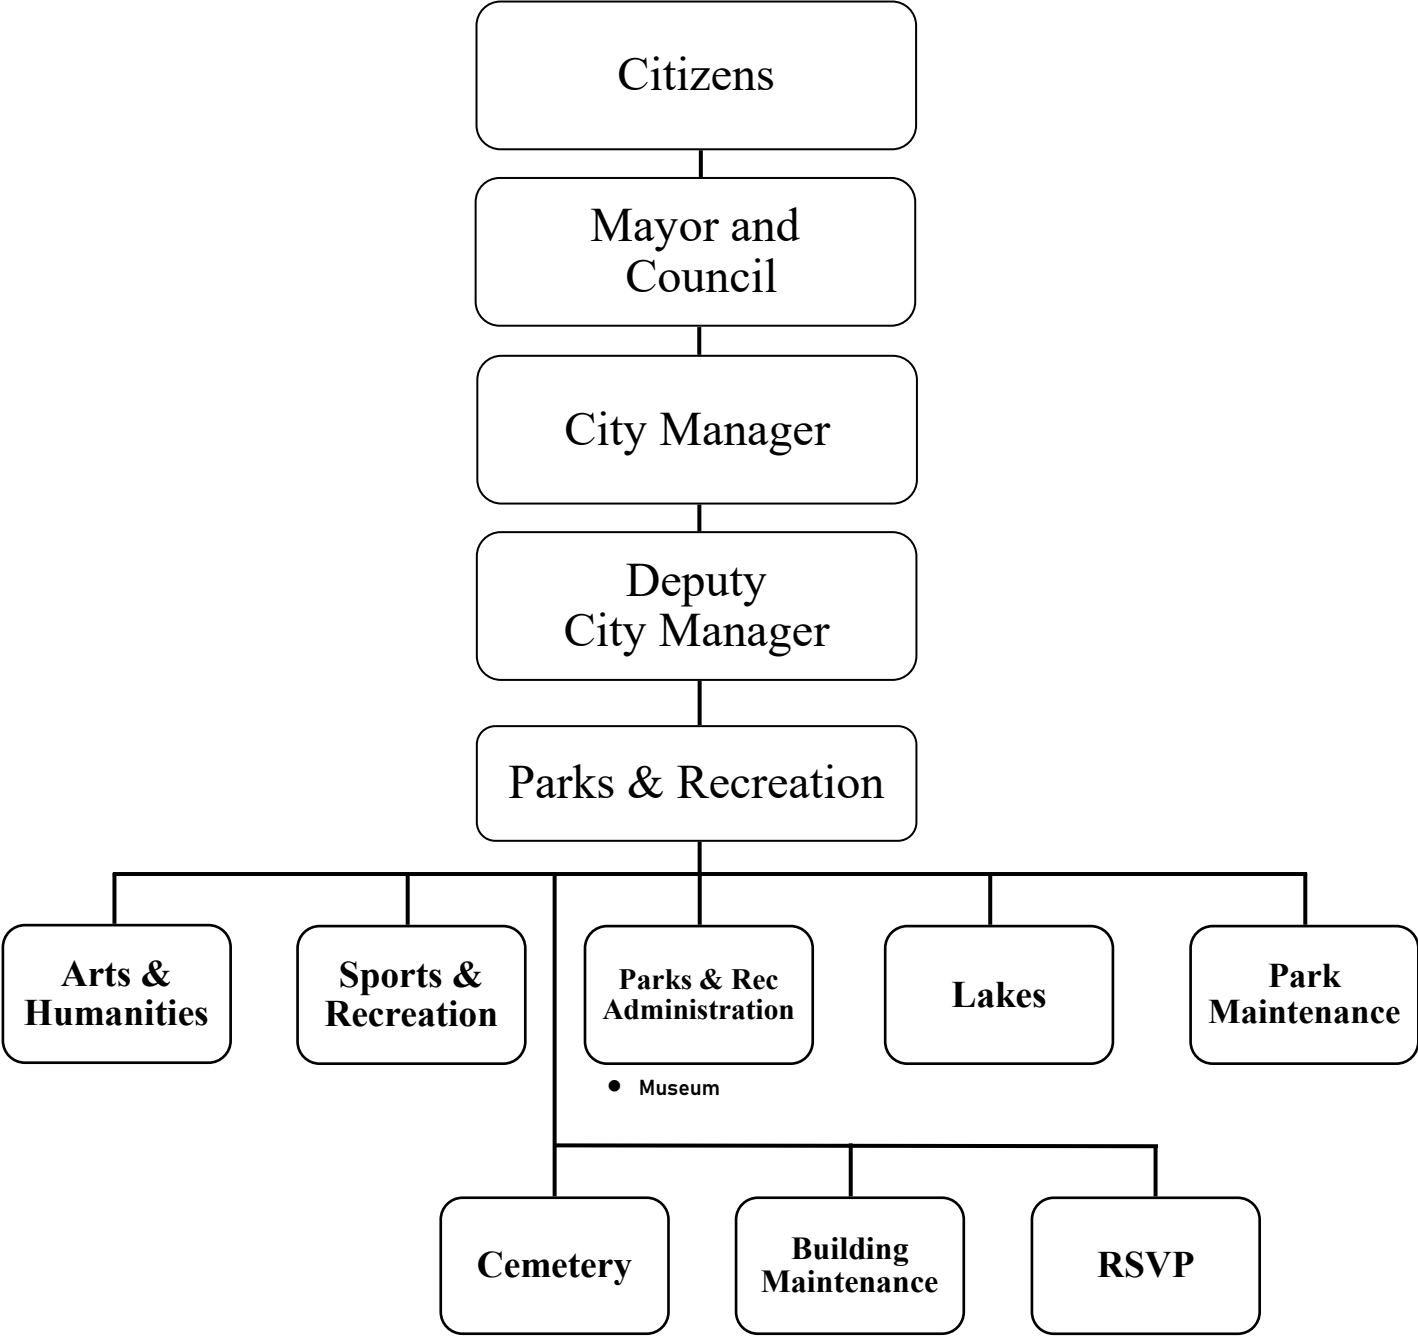 Citizens
Mayor and
Council
City Manager
Deputy
City Manager
Parks & Recreation
Arts &
Humanities
Sports &
Recreation
Parks & Rec
Administration
Lakes
Park
Maintenance
• Museum
Cemetery
Building
Maintenance
RSVP